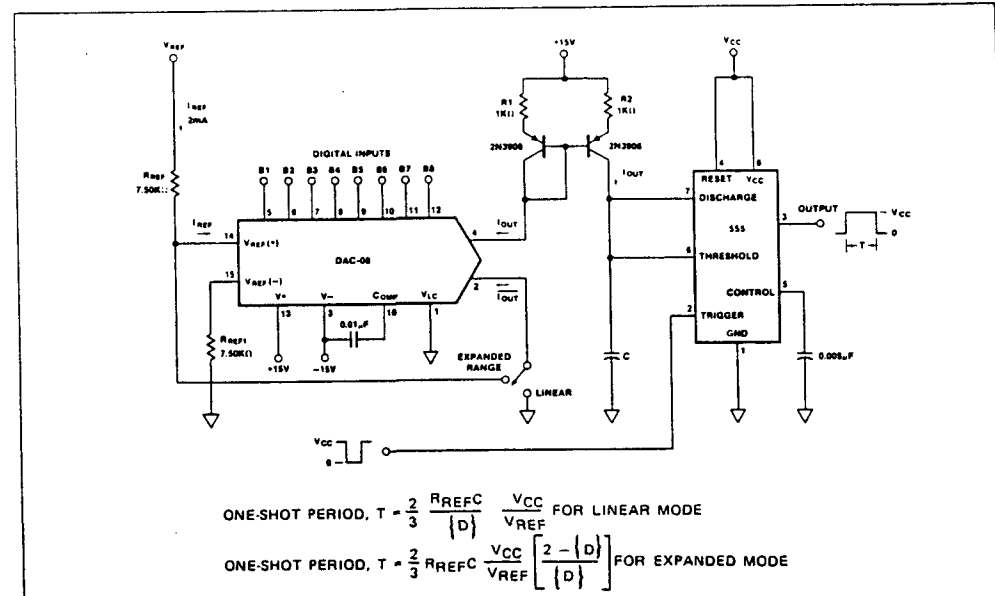 VREF
IREF
2mA
RREF
7.50KΩ
IREF
DIGITAL INPUTS
B1 B2 B3 B4 B5 B6 B7 B8
5 6 7 8 9 10 11 12
14 VREF(+)
15 VREF(−)
DAC-08
V+ V− COMP VLC
13 3 16 1
0.01μF
RREF1
7.50KΩ
+15V
−15V
4 IOUT
2 IOUT
EXPANDED
RANGE
LINEAR
+15V
R1
1KΩ
R2
1KΩ
2N3906
2N3906
IOUT
C
VCC
4 8
RESET VCC
7 DISCHARGE
555
6 THRESHOLD
CONTROL 5
2 TRIGGER
GND
1
3 OUTPUT
VCC
0
T
0.005μF
VCC
0
ONE-SHOT PERIOD, T = 2/3 RREFC/{D} VCC/VREF FOR LINEAR MODE
ONE-SHOT PERIOD, T = 2/3 RREFC VCC/VREF [2 − {D}/{D}] FOR EXPANDED MODE